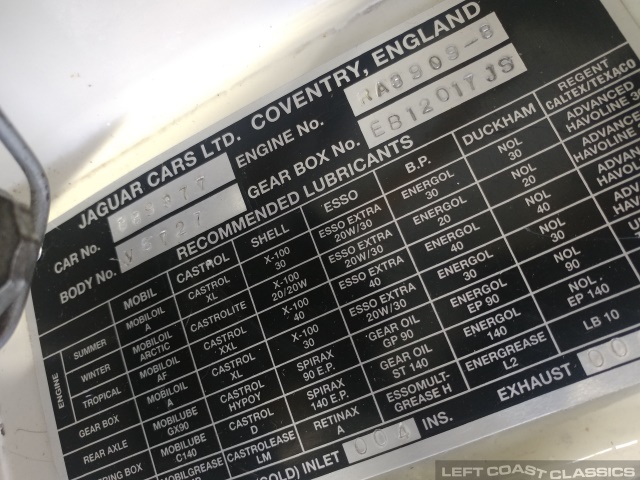 JAGUAR CARS LTD. COVENTRY, ENGLAND
CAR No. ENGINE No. RA9909-8
BODY No. V5727 GEAR BOX No. EB12017JS
RECOMMENDED LUBRICANTS
MOBIL CASTROL SHELL ESSO B.P. DUCKHAM REGENT CALTEX/TEXACO
ENGINE
SUMMER MOBILOIL A CASTROL XL X-100 30 ESSO EXTRA 20W/30 ENERGOL 30 NOL 30 ADVANCED HAVOLINE
WINTER MOBILOIL ARCTIC CASTROLITE X-100 20/20W ESSO EXTRA 20W/30 ENERGOL 20 NOL 20 ADVANCED HAVOLINE
TROPICAL MOBILOIL AF CASTROL XXL X-100 40 ESSO EXTRA 40 ENERGOL 40 NOL 40 ADVANCED HAVOLINE
GEAR BOX MOBILOIL A CASTROL XL X-100 30 ESSO EXTRA 20W/30 ENERGOL 30 NOL 30
REAR AXLE MOBILUBE GX90 CASTROL HYPOY SPIRAX 90 E.P. GEAR OIL GP 90 ENERGOL EP 90 NOL EP 90
BOX MOBILUBE C140 CASTROL D SPIRAX 140 E.P. GEAR OIL ST 140 ENERGOL 140 NOL EP 140
MOBILGREASE CASTROLEASE LM RETINAX A ESSOMULT- GREASE H ENERGREASE L2 LB 10
(COLD) INLET 004 INS. EXHAUST 00
LEFT COAST CLASSICS